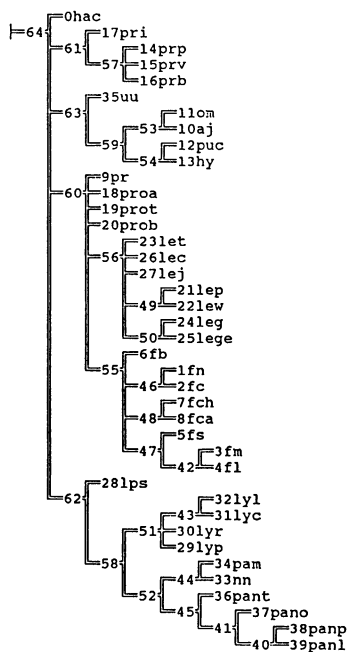 0hac
64
17pri
61
14prp
57 15prv
16prb
35uu
63
11om
53 10aj
59
12puc
54 13hy
9pr
60 18proa
19prot
20prob
23let
56 26lec
27lej
21lep
49 22lew
24leg
50 25lege
6fb
55
1fn
46 2fc
7fch
48 8fca
5fs
47
3fm
42 4fl
28lps
62
32lyl
43 31lyc
51 30lyr
29lyp
58
34pam
44 33nn
52
36pant
45
37pano
41
38panp
40 39panl